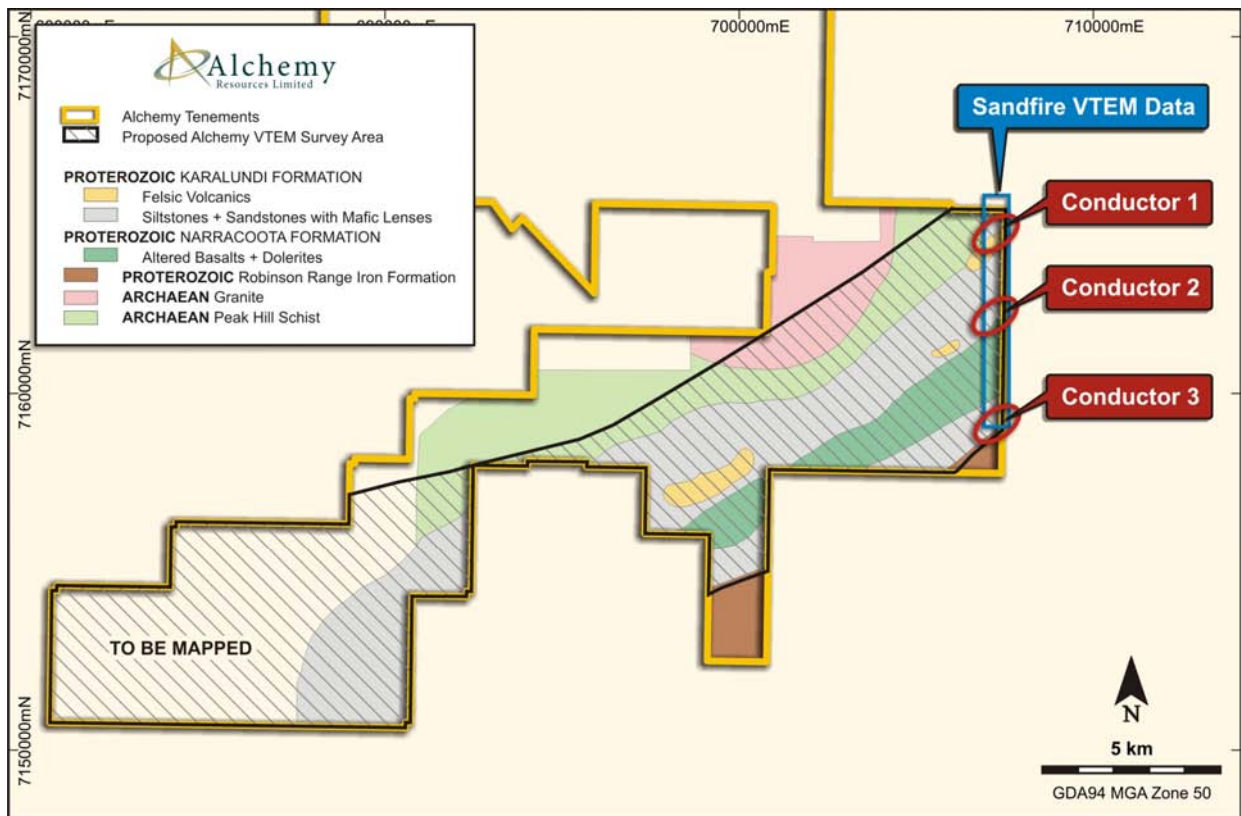 700000mE
710000mE
7170000mN
7160000mN
7150000mN
Alchemy
Resources Limited
Alchemy Tenements
Proposed Alchemy VTEM Survey Area
PROTEROZOIC KARALUNDI FORMATION
Felsic Volcanics
Siltstones + Sandstones with Mafic Lenses
PROTEROZOIC NARRACOOTA FORMATION
Altered Basalts + Dolerites
PROTEROZOIC Robinson Range Iron Formation
ARCHAEAN Granite
ARCHAEAN Peak Hill Schist
Sandfire VTEM Data
Conductor 1
Conductor 2
Conductor 3
TO BE MAPPED
N
5 km
GDA94 MGA Zone 50